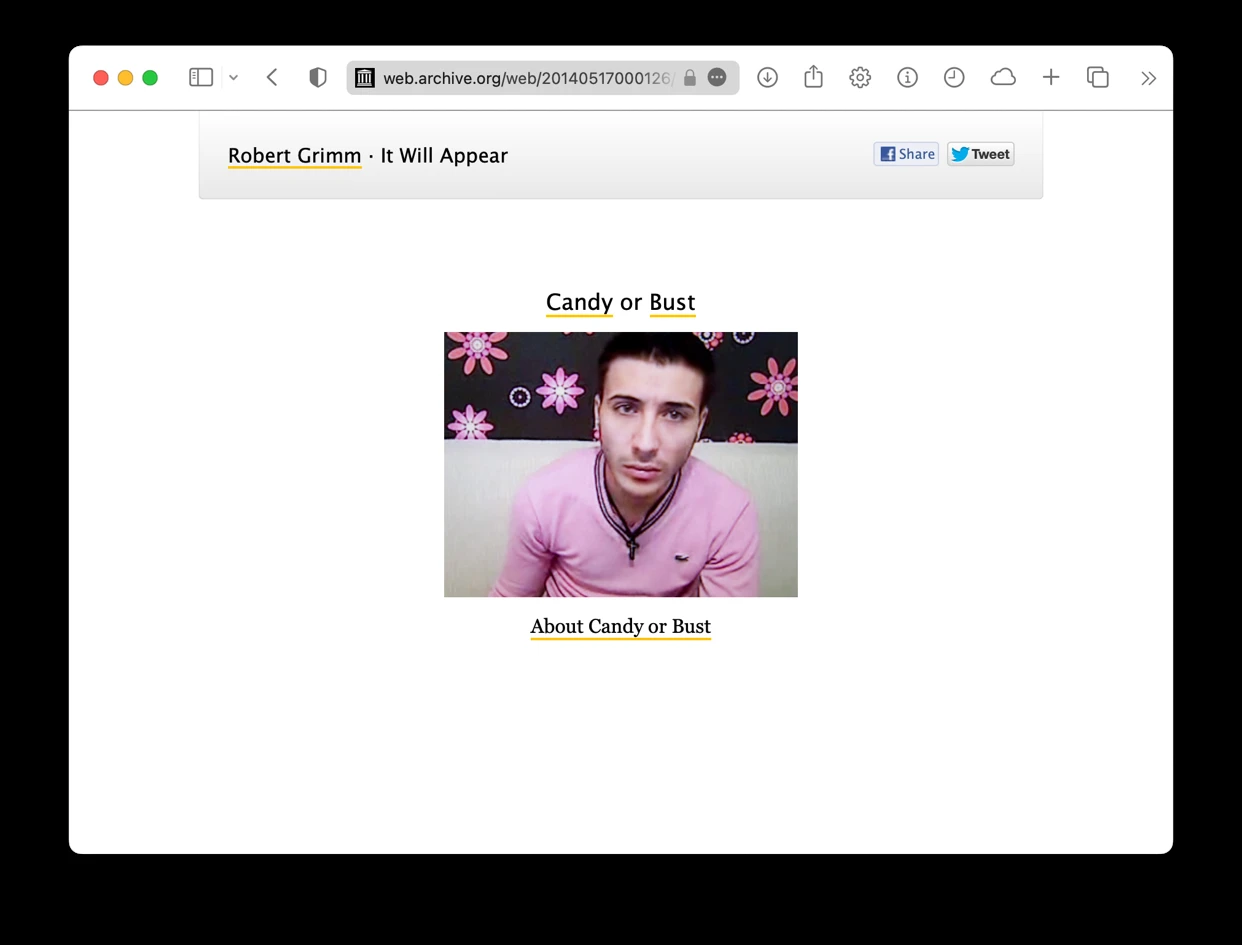 web.archive.org/web/20140517000126/
Robert Grimm · It Will Appear
Share
Tweet
Candy or Bust
About Candy or Bust